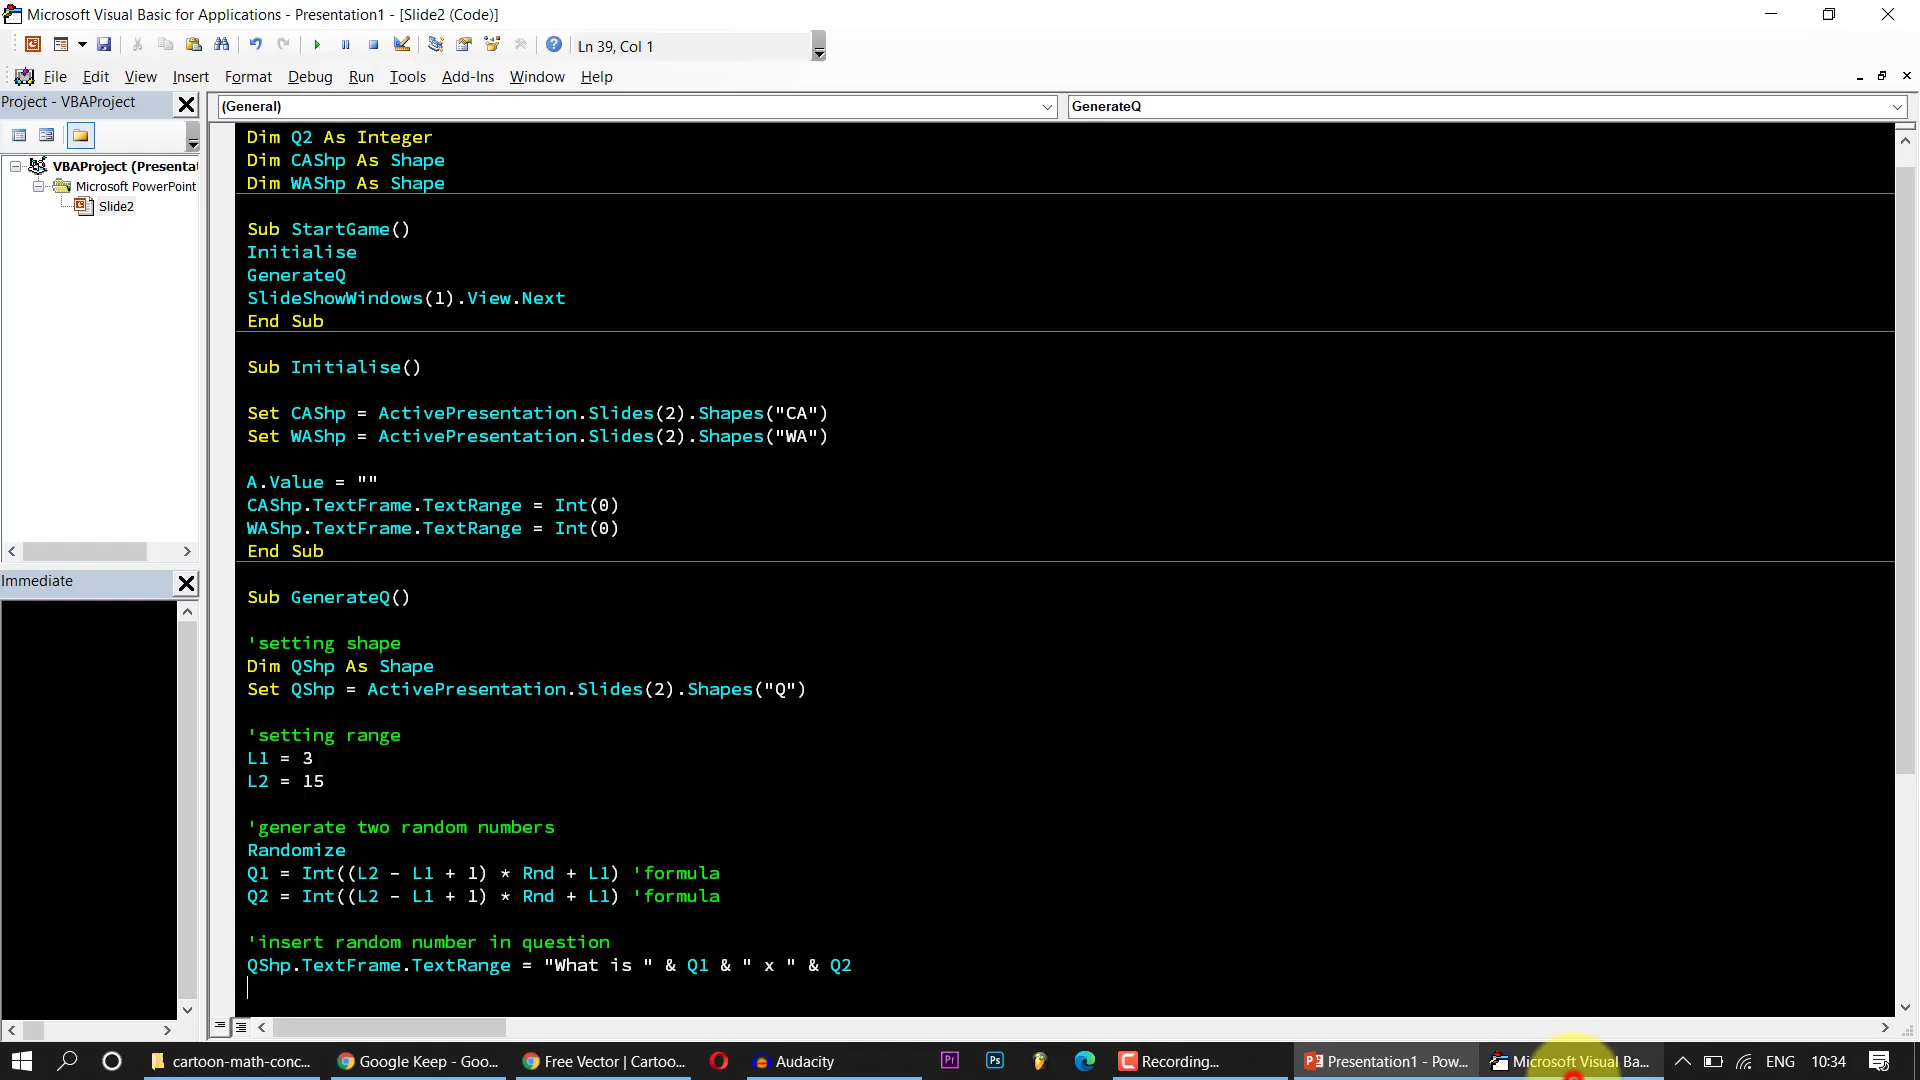 Microsoft Visual Basic for Applications - Presentation1 - [Slide2 (Code)]
Ln 39, Col 1
File Edit View Insert Format Debug Run Tools Add-Ins Window Help
Project - VBAProject
(General)
GenerateQ
VBAProject (Presenta
Microsoft PowerPoint
Slide2
Immediate
Dim Q2 As Integer
Dim CAShp As Shape
Dim WAShp As Shape
Sub StartGame()
Initialise
GenerateQ
SlideShowWindows(1).View.Next
End Sub
Sub Initialise()
Set CAShp = ActivePresentation.Slides(2).Shapes("CA")
Set WAShp = ActivePresentation.Slides(2).Shapes("WA")
A.Value = ""
CAShp.TextFrame.TextRange = Int(0)
WAShp.TextFrame.TextRange = Int(0)
End Sub
Sub GenerateQ()
'setting shape
Dim QShp As Shape
Set QShp = ActivePresentation.Slides(2).Shapes("Q")
'setting range
L1 = 3
L2 = 15
'generate two random numbers
Randomize
Q1 = Int((L2 - L1 + 1) * Rnd + L1) 'formula
Q2 = Int((L2 - L1 + 1) * Rnd + L1) 'formula
'insert random number in question
QShp.TextFrame.TextRange = "What is " & Q1 & " x " & Q2
cartoon-math-conc...
Google Keep - Goo...
Free Vector | Cartoo...
Audacity
Pr
Ps
Recording...
Presentation1 - Pow...
Microsoft Visual Ba...
ENG
10:34